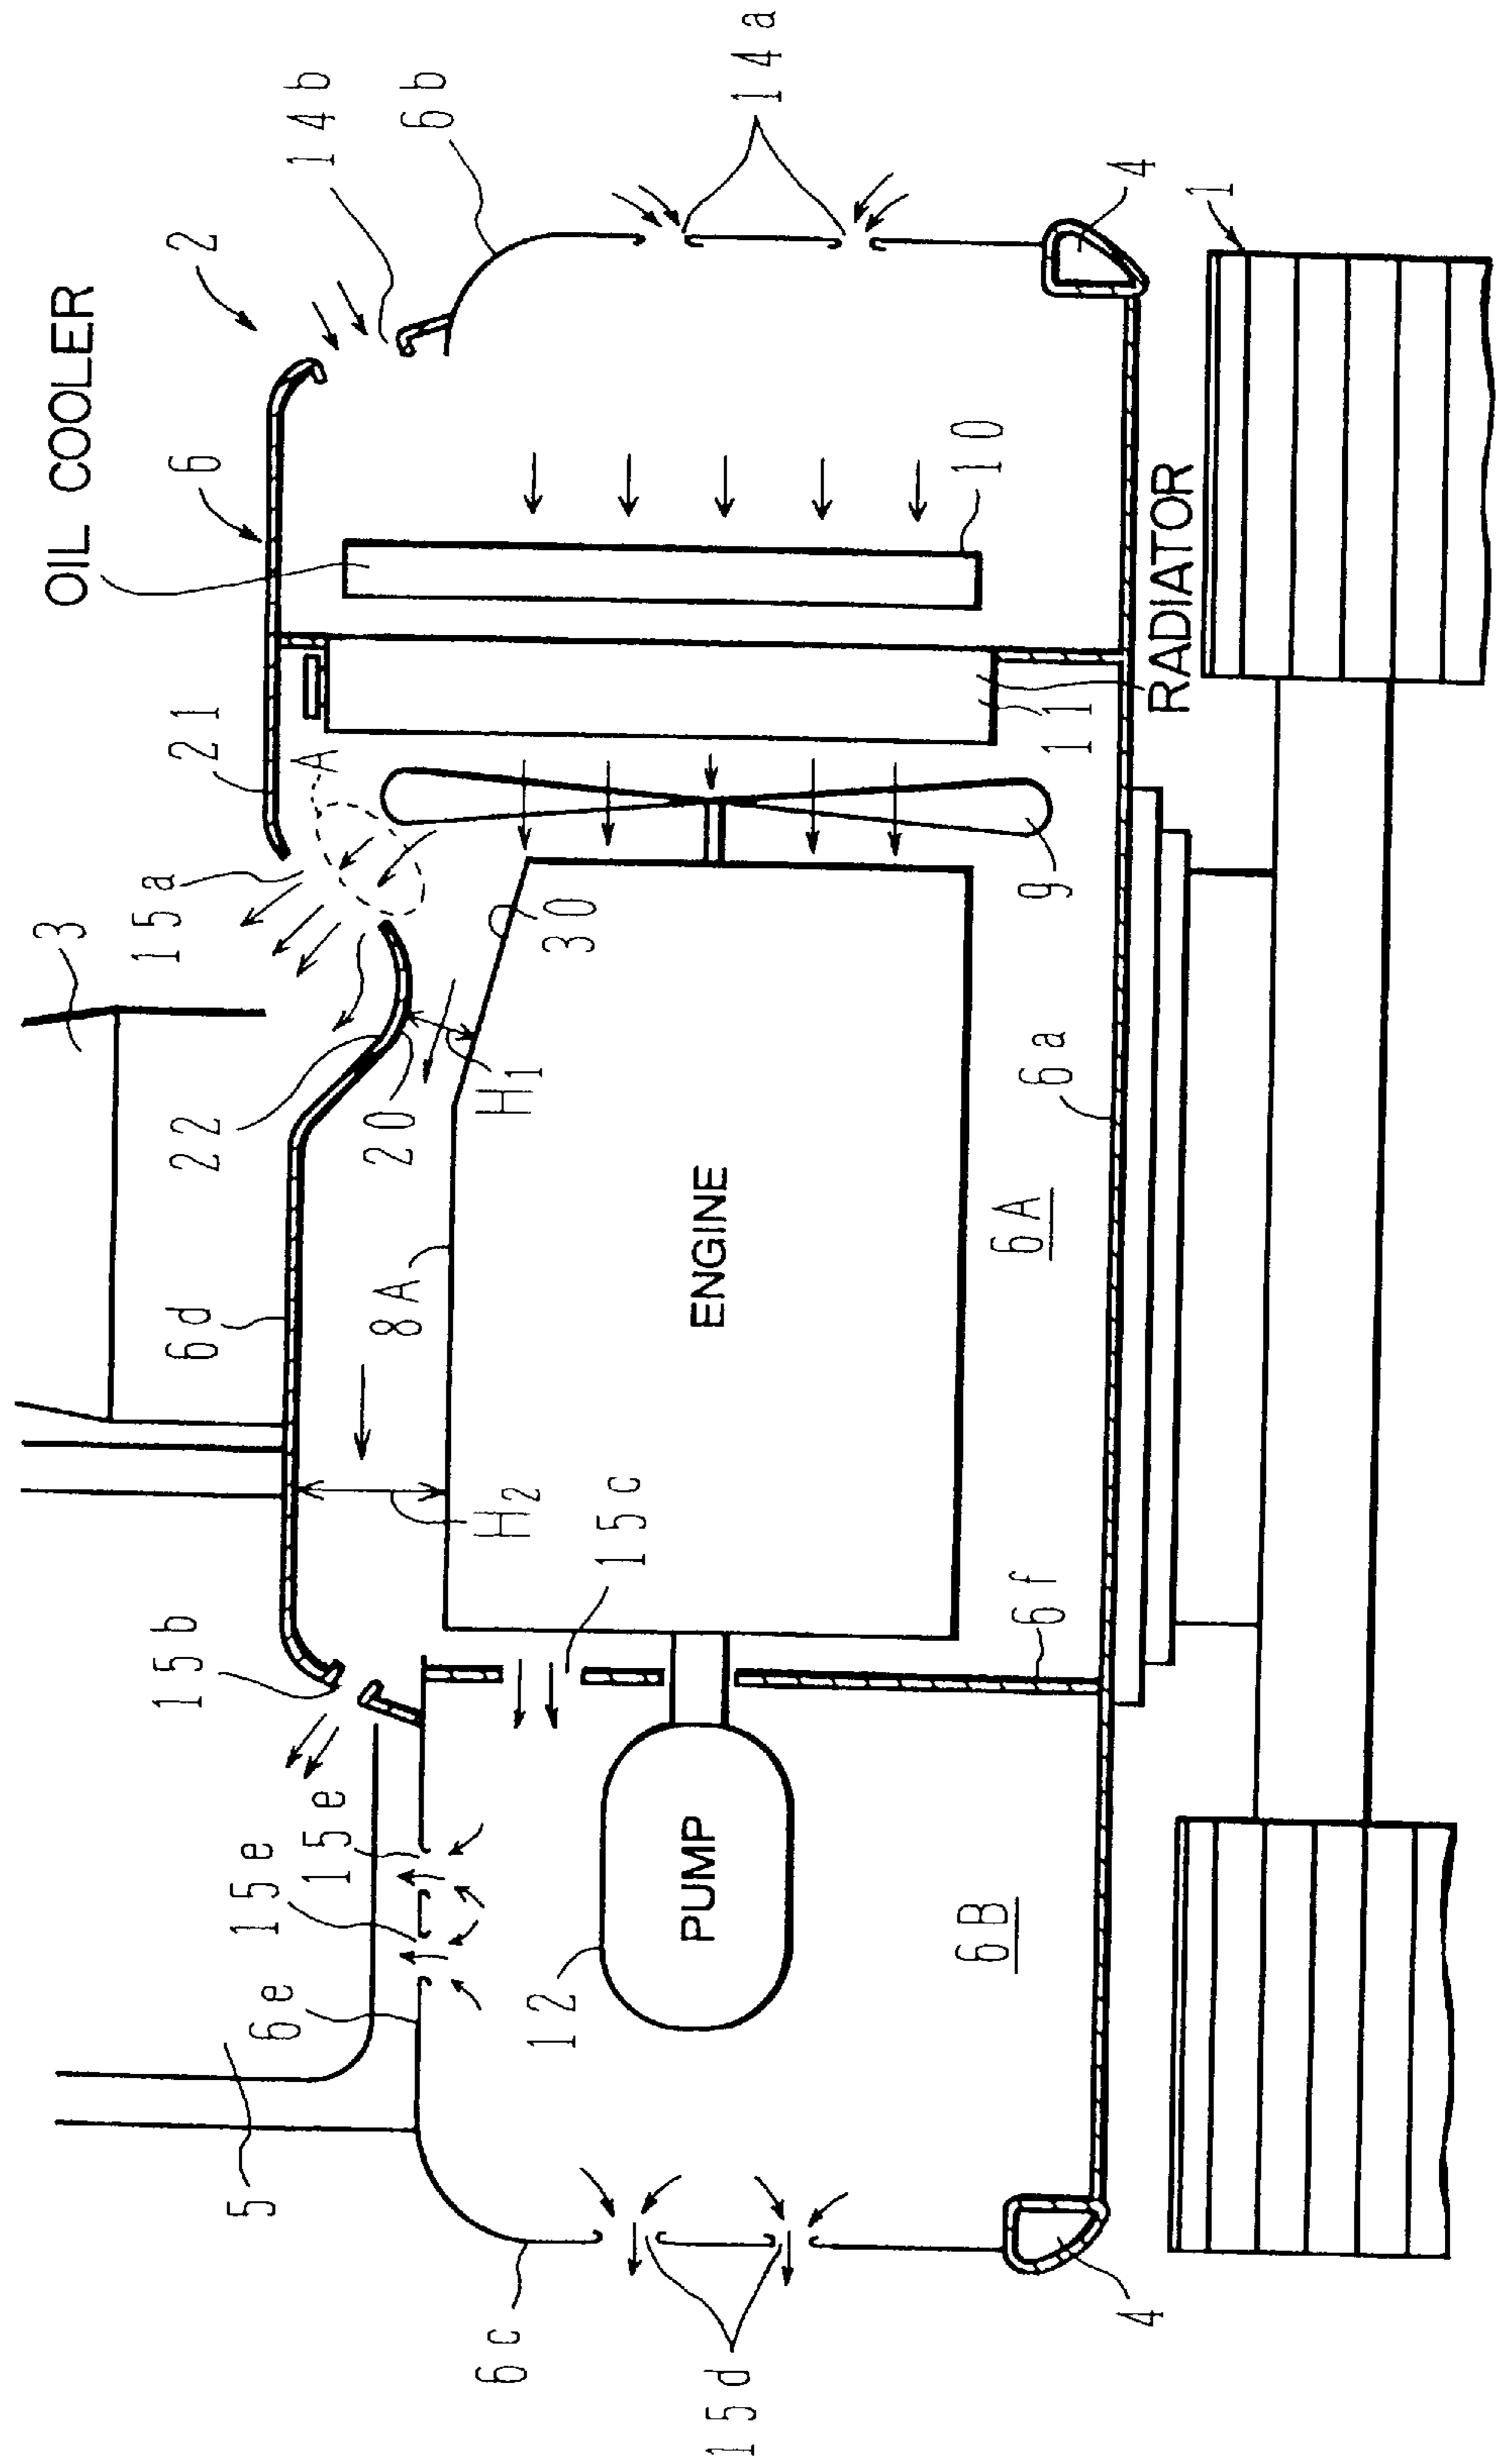 OIL COOLER
2
14b
6b
14a
4
1
6
10
RADIATOR
11
21
A
15a
3
30
9
22
20
H1
6a
6d
8A
ENGINE
6A
H2
15c
15b
6f
15e
15e
6e
12
PUMP
6B
5
6c
15d
4